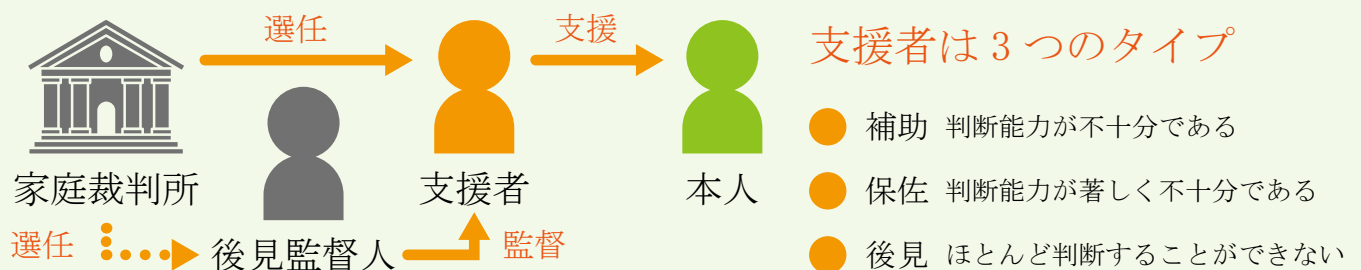 選任
支援
支援者は3つのタイプ
補助 判断能力が不十分である
家庭裁判所
支援者
本人
保佐 判断能力が著しく不十分である
選任
後見監督人
監督
後見 ほとんど判断することができない